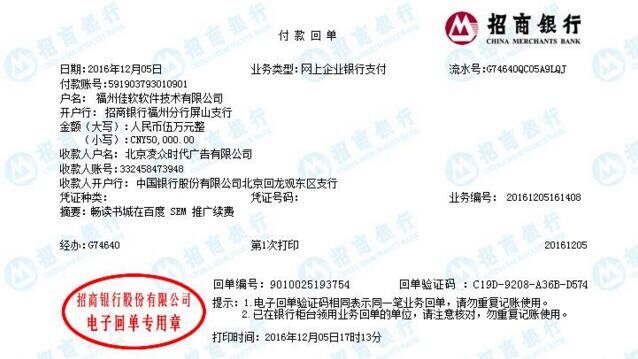 付款回单
招商银行
CHINA MERCHANTS BANK
日期:2016年12月05日 业务类型:网上企业银行支付 流水号:G74640QC05A9LQJ
付款账号:591903793010901
户名: 福州佳软软件技术有限公司
开户行: 招商银行福州分行屏山支行
金额(大写):人民币伍万元整
(小写):CNY50,000.00
收款人户名:北京凌众时代广告有限公司
收款人账号:332458473948
收款人开户行: 中国银行股份有限公司北京回龙观东区支行
凭证种类: 凭证号码: 业务编号: 20161205161408
摘要: 畅读书城在百度 SEM 推广续费
经办:G74640 第1次打印 20161205
回单编号: 9010025193754 回单验证码 : C19D-9208-A36B-D574
提示: 1.电子回单验证码相同表示同一笔业务回单,请勿重复记账使用。
2.已在银行柜台领用业务回单的单位,请注意核对,勿重复记账使用。
打印时间:2016年12月05日17时13分
招商银行股份有限公司
电子回单专用章